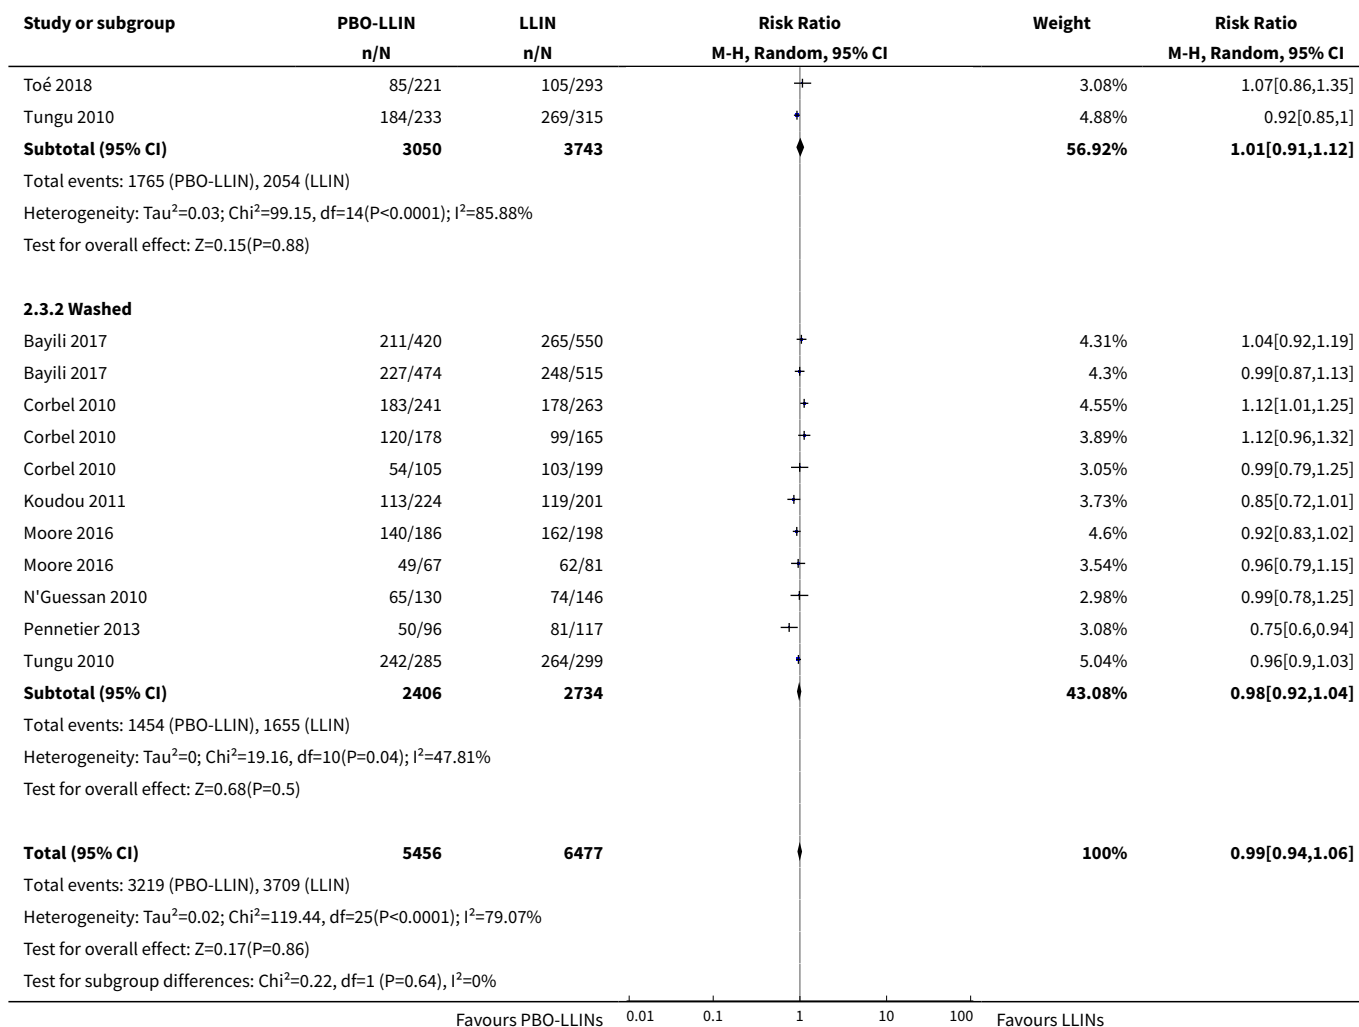 Study or subgroup PBO-LLIN LLIN Risk Ratio Weight Risk Ratio
n/N n/N M-H, Random, 95% CI M-H, Random, 95% CI
Toé 2018 85/221 105/293 3.08% 1.07[0.86,1.35]
Tungu 2010 184/233 269/315 4.88% 0.92[0.85,1]
Subtotal (95% CI) 3050 3743 56.92% 1.01[0.91,1.12]
Total events: 1765 (PBO-LLIN), 2054 (LLIN)
Heterogeneity: Tau²=0.03; Chi²=99.15, df=14(P<0.0001); I²=85.88%
Test for overall effect: Z=0.15(P=0.88)
2.3.2 Washed
Bayili 2017 211/420 265/550 4.31% 1.04[0.92,1.19]
Bayili 2017 227/474 248/515 4.3% 0.99[0.87,1.13]
Corbel 2010 183/241 178/263 4.55% 1.12[1.01,1.25]
Corbel 2010 120/178 99/165 3.89% 1.12[0.96,1.32]
Corbel 2010 54/105 103/199 3.05% 0.99[0.79,1.25]
Koudou 2011 113/224 119/201 3.73% 0.85[0.72,1.01]
Moore 2016 140/186 162/198 4.6% 0.92[0.83,1.02]
Moore 2016 49/67 62/81 3.54% 0.96[0.79,1.15]
N'Guessan 2010 65/130 74/146 2.98% 0.99[0.78,1.25]
Pennetier 2013 50/96 81/117 3.08% 0.75[0.6,0.94]
Tungu 2010 242/285 264/299 5.04% 0.96[0.9,1.03]
Subtotal (95% CI) 2406 2734 43.08% 0.98[0.92,1.04]
Total events: 1454 (PBO-LLIN), 1655 (LLIN)
Heterogeneity: Tau²=0; Chi²=19.16, df=10(P=0.04); I²=47.81%
Test for overall effect: Z=0.68(P=0.5)
Total (95% CI) 5456 6477 100% 0.99[0.94,1.06]
Total events: 3219 (PBO-LLIN), 3709 (LLIN)
Heterogeneity: Tau²=0.02; Chi²=119.44, df=25(P<0.0001); I²=79.07%
Test for overall effect: Z=0.17(P=0.86)
Test for subgroup differences: Chi²=0.22, df=1 (P=0.64), I²=0%
Favours PBO-LLINs 0.01 0.1 1 10 100 Favours LLINs